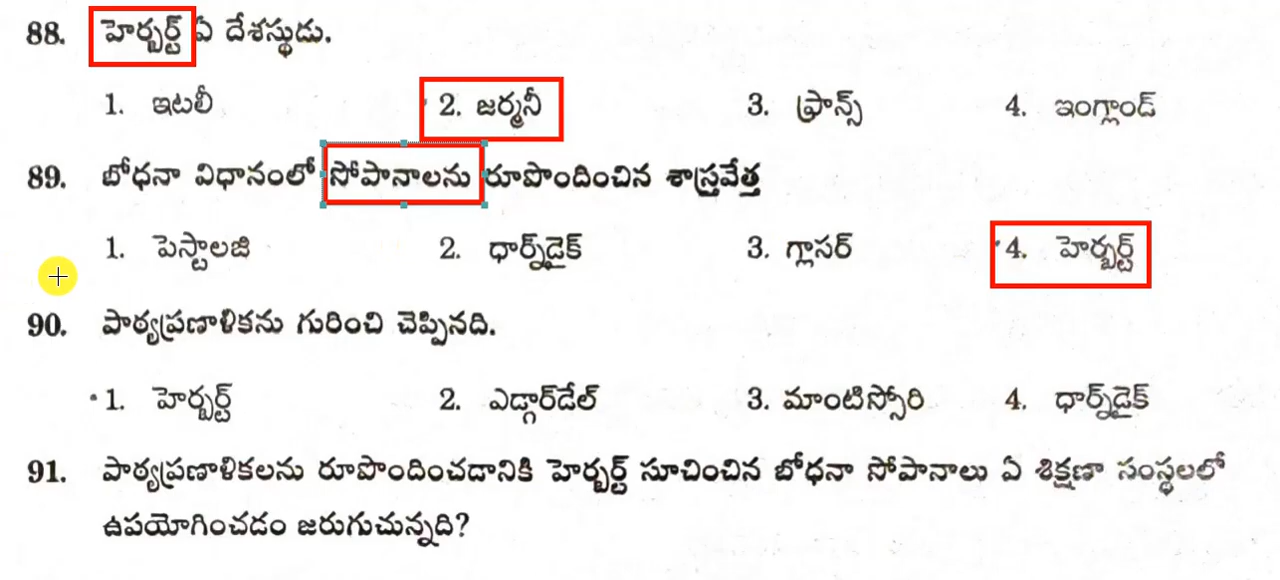 88. హెర్బర్ట్ ఏ దేశస్థుడు.
1. ఇటలీ 2. జర్మనీ 3. ఫ్రాన్స్ 4. ఇంగ్లాండ్
89. బోధనా విధానంలో సోపానాలను రూపొందించిన శాస్త్రవేత్త
1. పెస్టాలజి 2. ధార్న్‌డైక్ 3. గ్లాసర్ 4. హెర్బర్ట్
90. పాఠ్యప్రణాళికను గురించి చెప్పినది.
1. హెర్బర్ట్ 2. ఎడ్గార్‌డేల్ 3. మాంటిస్సోరి 4. ధార్న్‌డైక్
91. పాఠ్యప్రణాళికలను రూపొందించడానికి హెర్బర్ట్ సూచించిన బోధనా సోపానాలు ఏ శిక్షణా సంస్థలలో
ఉపయోగించడం జరుగుచున్నది?